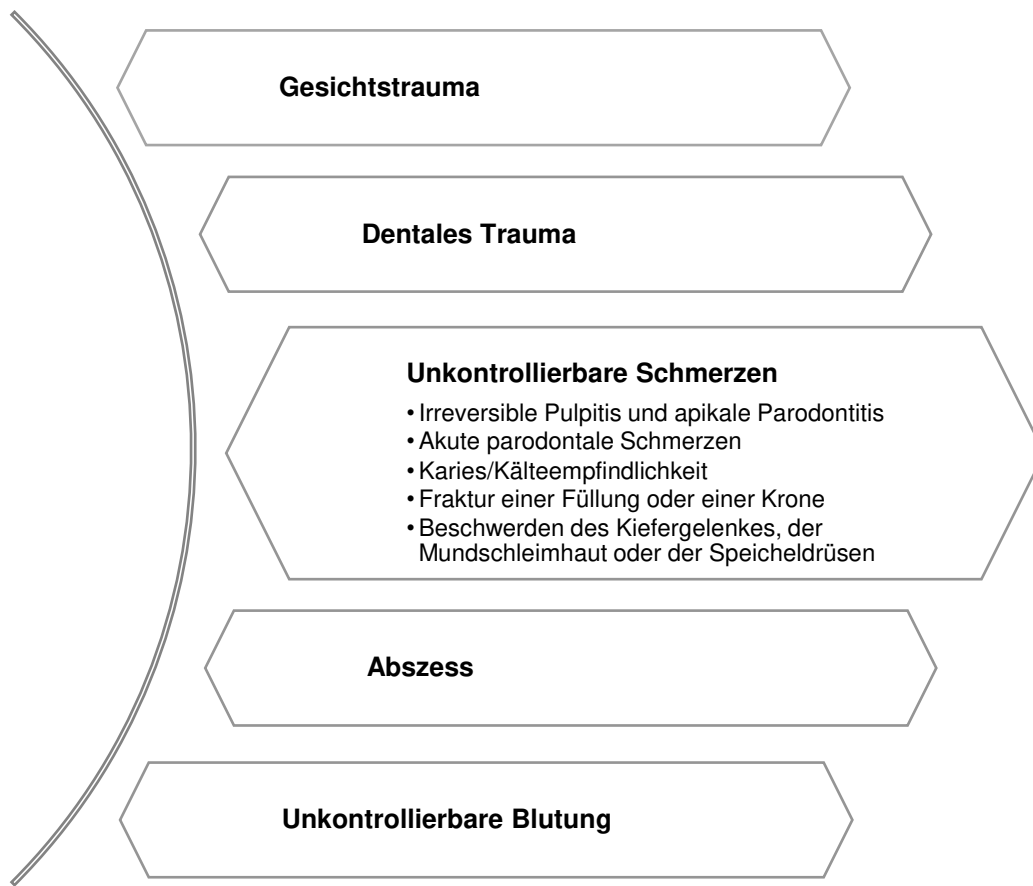 Gesichtstrauma
Dentales Trauma
Unkontrollierbare Schmerzen
• Irreversible Pulpitis und apikale Parodontitis
• Akute parodontale Schmerzen
• Karies/Kälteempfindlichkeit
• Fraktur einer Füllung oder einer Krone
• Beschwerden des Kiefergelenkes, der
Mundschleimhaut oder der Speicheldrüsen
Abszess
Unkontrollierbare Blutung